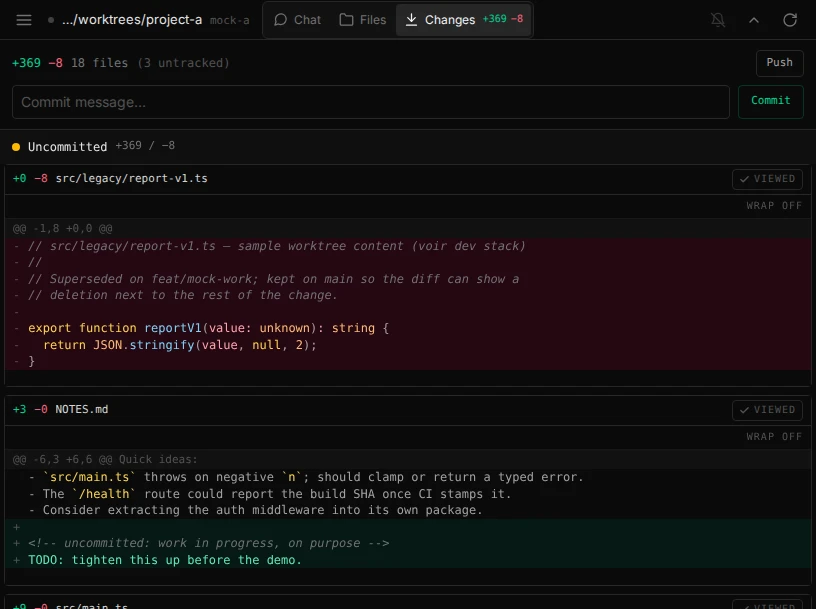 .../worktrees/project-a mock-a Chat Files Changes +369 −8
+369 −8 18 files (3 untracked) Push
Commit message... Commit
Uncommitted +369 / −8
+0 −8 src/legacy/report-v1.ts VIEWED
WRAP OFF
@@ -1,8 +0,0 @@
- // src/legacy/report-v1.ts — sample worktree content (voir dev stack)
- //
- // Superseded on feat/mock-work; kept on main so the diff can show a
- // deletion next to the rest of the change.
-
- export function reportV1(value: unknown): string {
-   return JSON.stringify(value, null, 2);
- }
+3 −0 NOTES.md VIEWED
WRAP OFF
@@ -6,3 +6,6 @@ Quick ideas:
- `src/main.ts` throws on negative `n`; should clamp or return a typed error.
- The `/health` route could report the build SHA once CI stamps it.
- Consider extracting the auth middleware into its own package.
+
+ <!-- uncommitted: work in progress, on purpose -->
+ TODO: tighten this up before the demo.
+9 −0 src/main.ts VIEWED